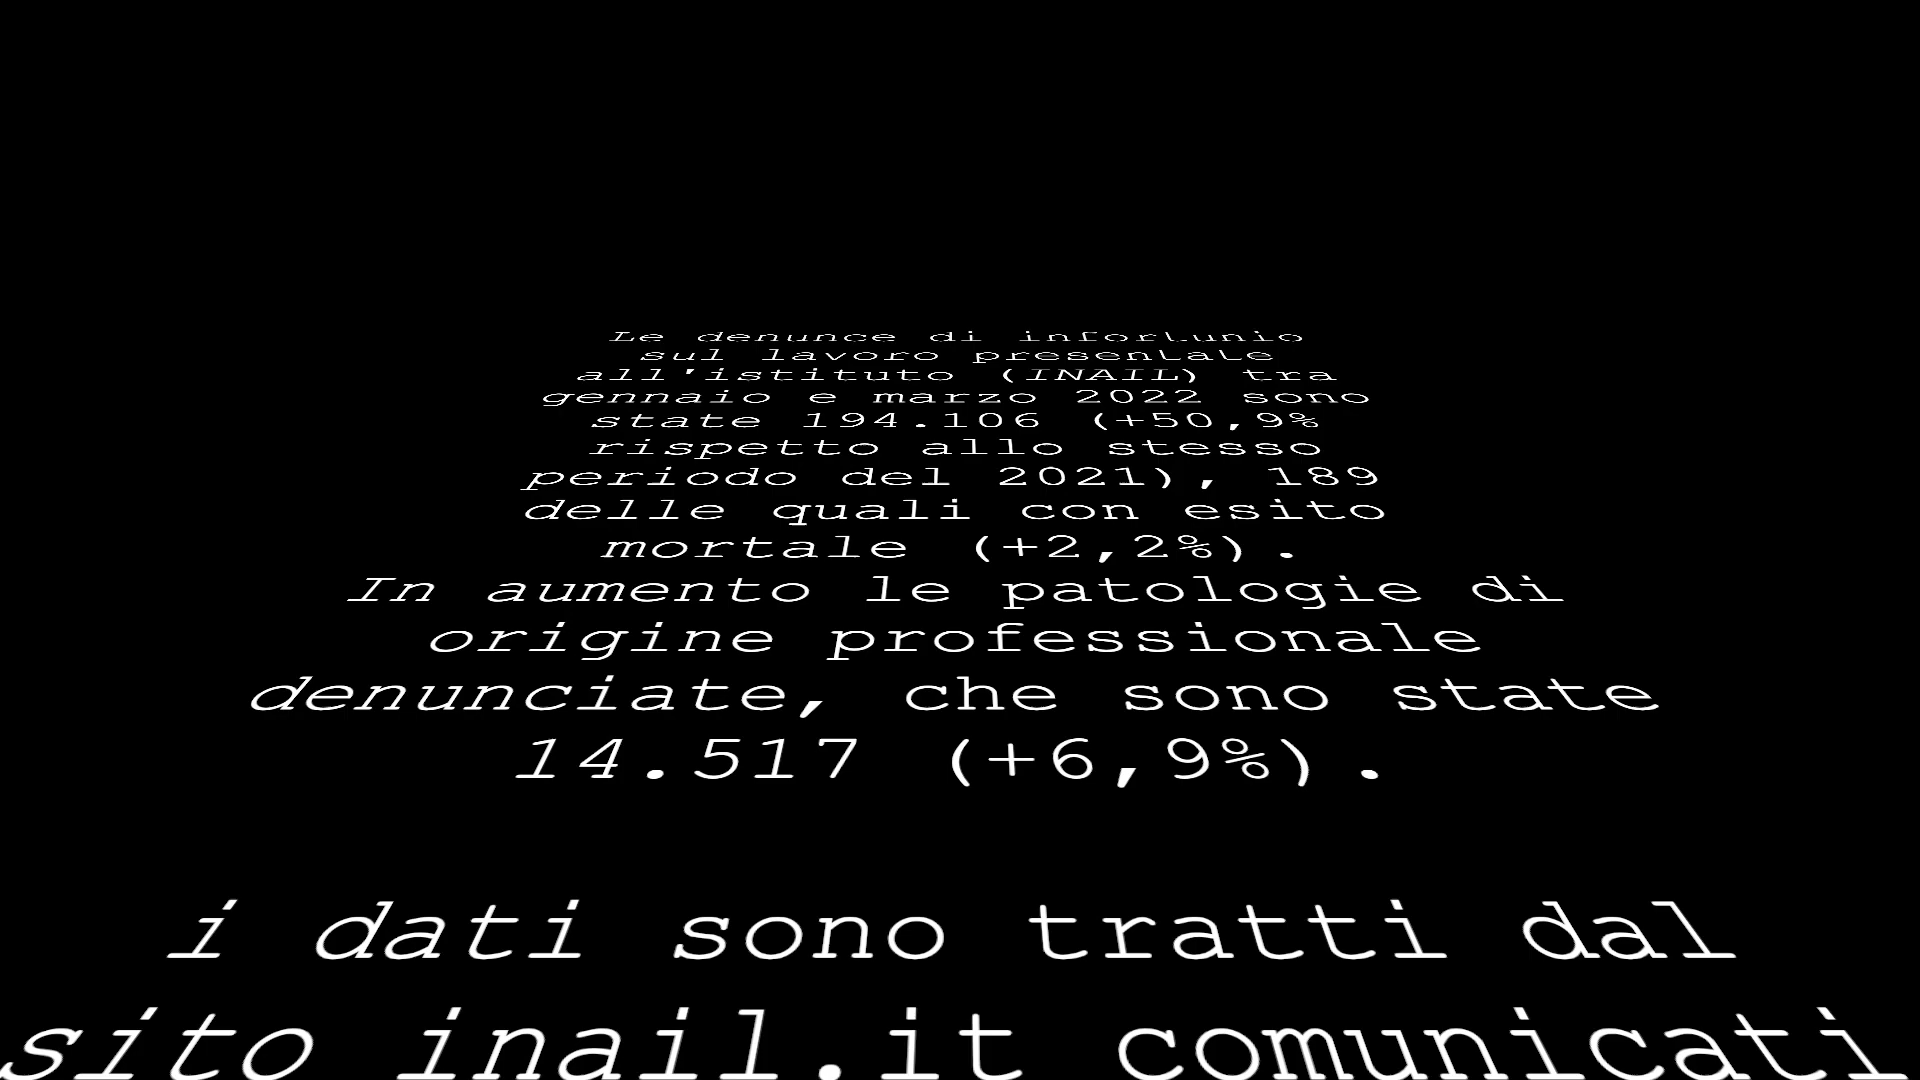 Le denunce di infortunio
sul lavoro presentate
all'istituto (INAIL) tra
gennaio e marzo 2022 sono
state 194.106 (+50,9%
rispetto allo stesso
periodo del 2021), 189
delle quali con esito
mortale (+2,2%).
In aumento le patologie di
origine professionale
denunciate, che sono state
14.517 (+6,9%).
i dati sono tratti dal
sito inail.it comunicati